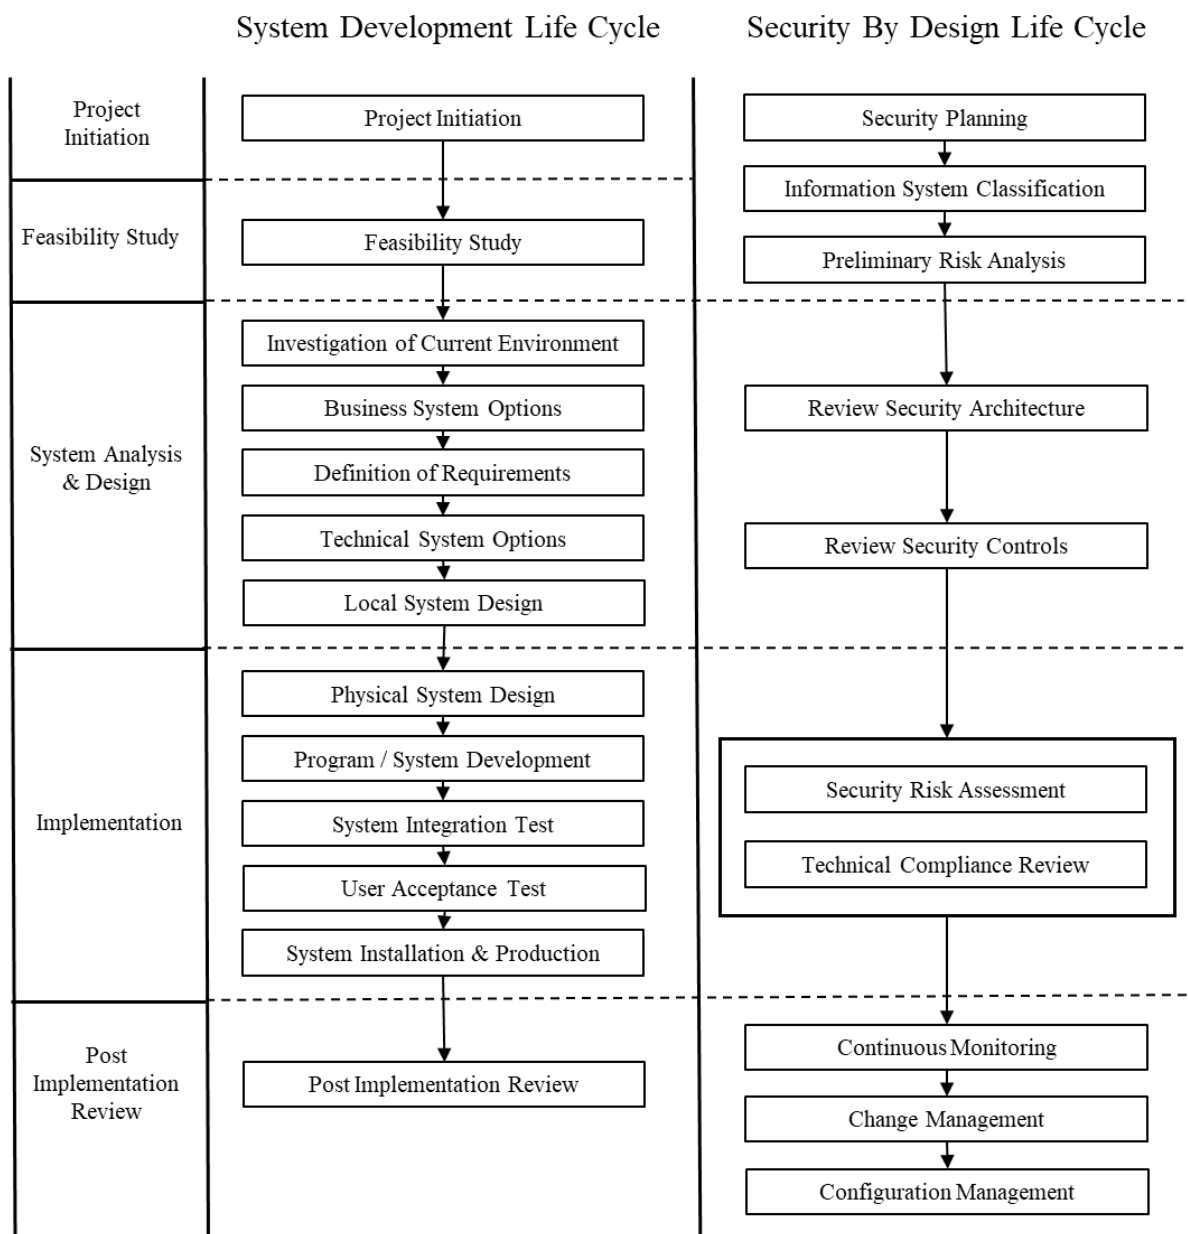 System Development Life Cycle
Security By Design Life Cycle
Project
Initiation
Project Initiation
Security Planning
Information System Classification
Feasibility Study
Feasibility Study
Preliminary Risk Analysis
System Analysis
& Design
Investigation of Current Environment
Business System Options
Definition of Requirements
Technical System Options
Local System Design
Review Security Architecture
Review Security Controls
Implementation
Physical System Design
Program / System Development
System Integration Test
User Acceptance Test
System Installation & Production
Security Risk Assessment
Technical Compliance Review
Post
Implementation
Review
Post Implementation Review
Continuous Monitoring
Change Management
Configuration Management